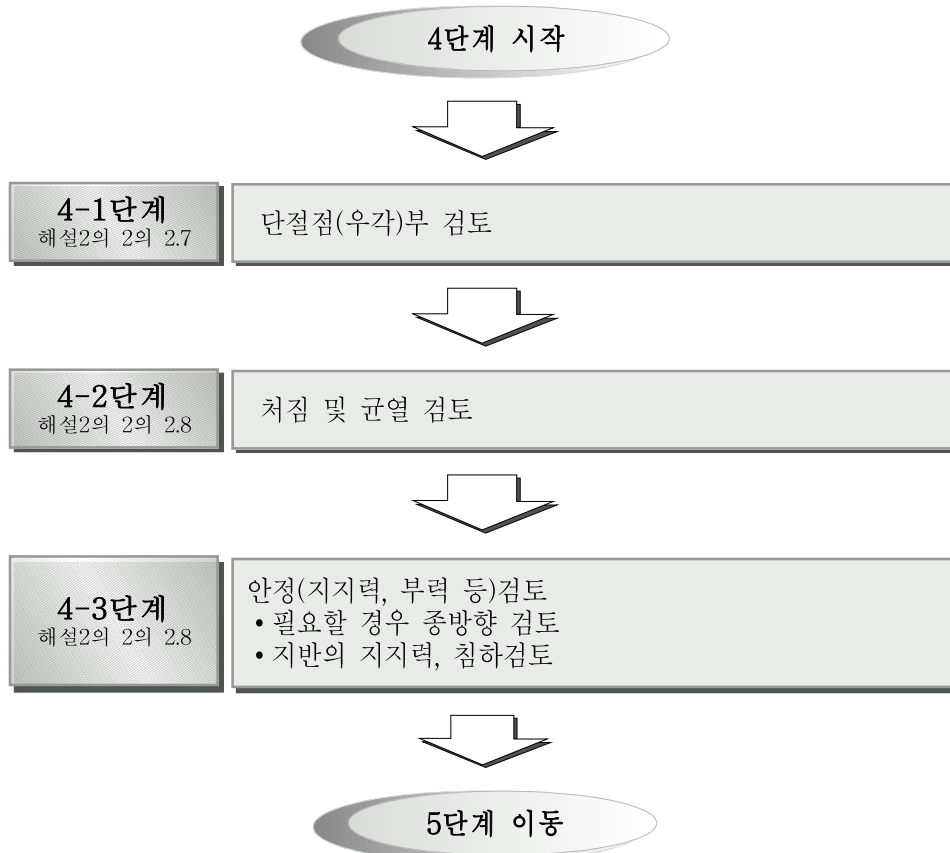 4단계 시작
4-1단계
해설2의 2의 2.7
단절점(우각)부 검토
4-2단계
해설2의 2의 2.8
처짐 및 균열 검토
4-3단계
해설2의 2의 2.8
안정(지지력, 부력 등)검토
•필요할 경우 종방향 검토
•지반의 지지력, 침하검토
5단계 이동